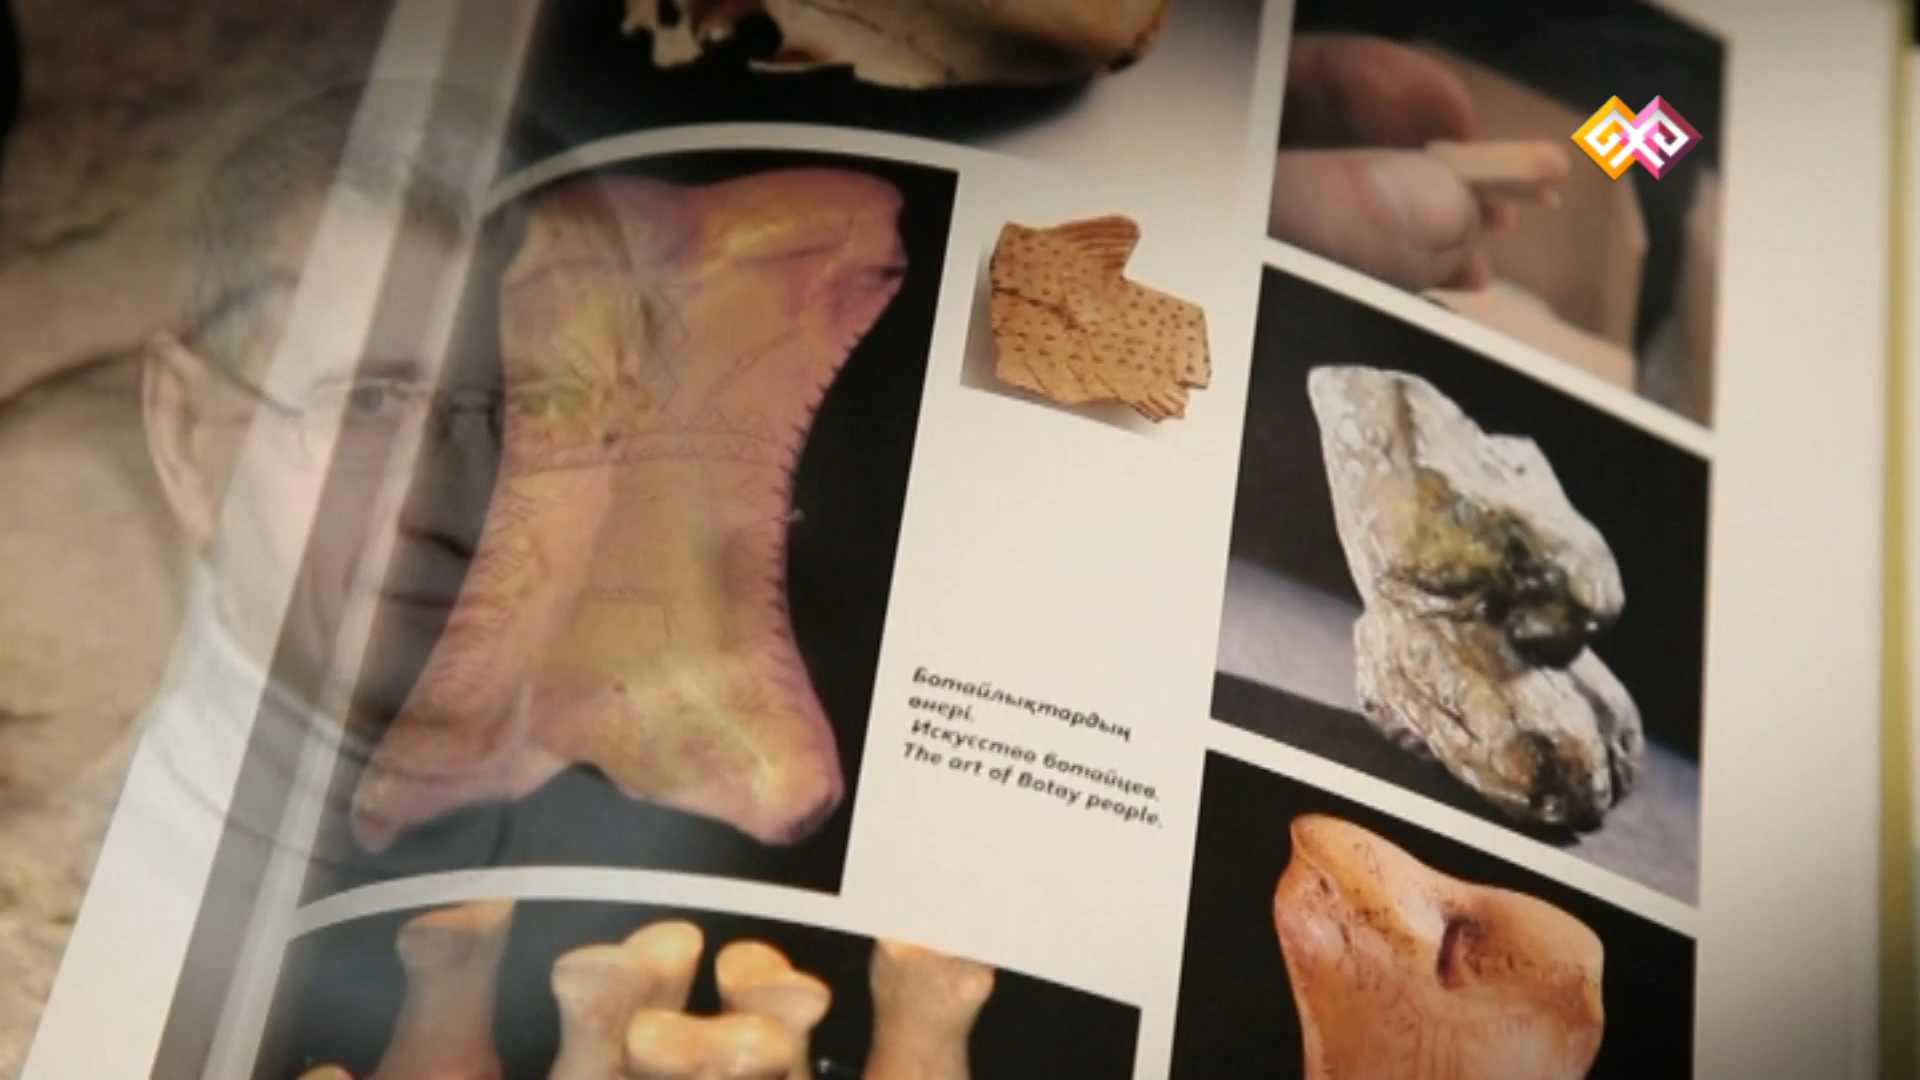 Ботайлықтардың
өнері.
Искусство ботайцев.
The art of Botay people.